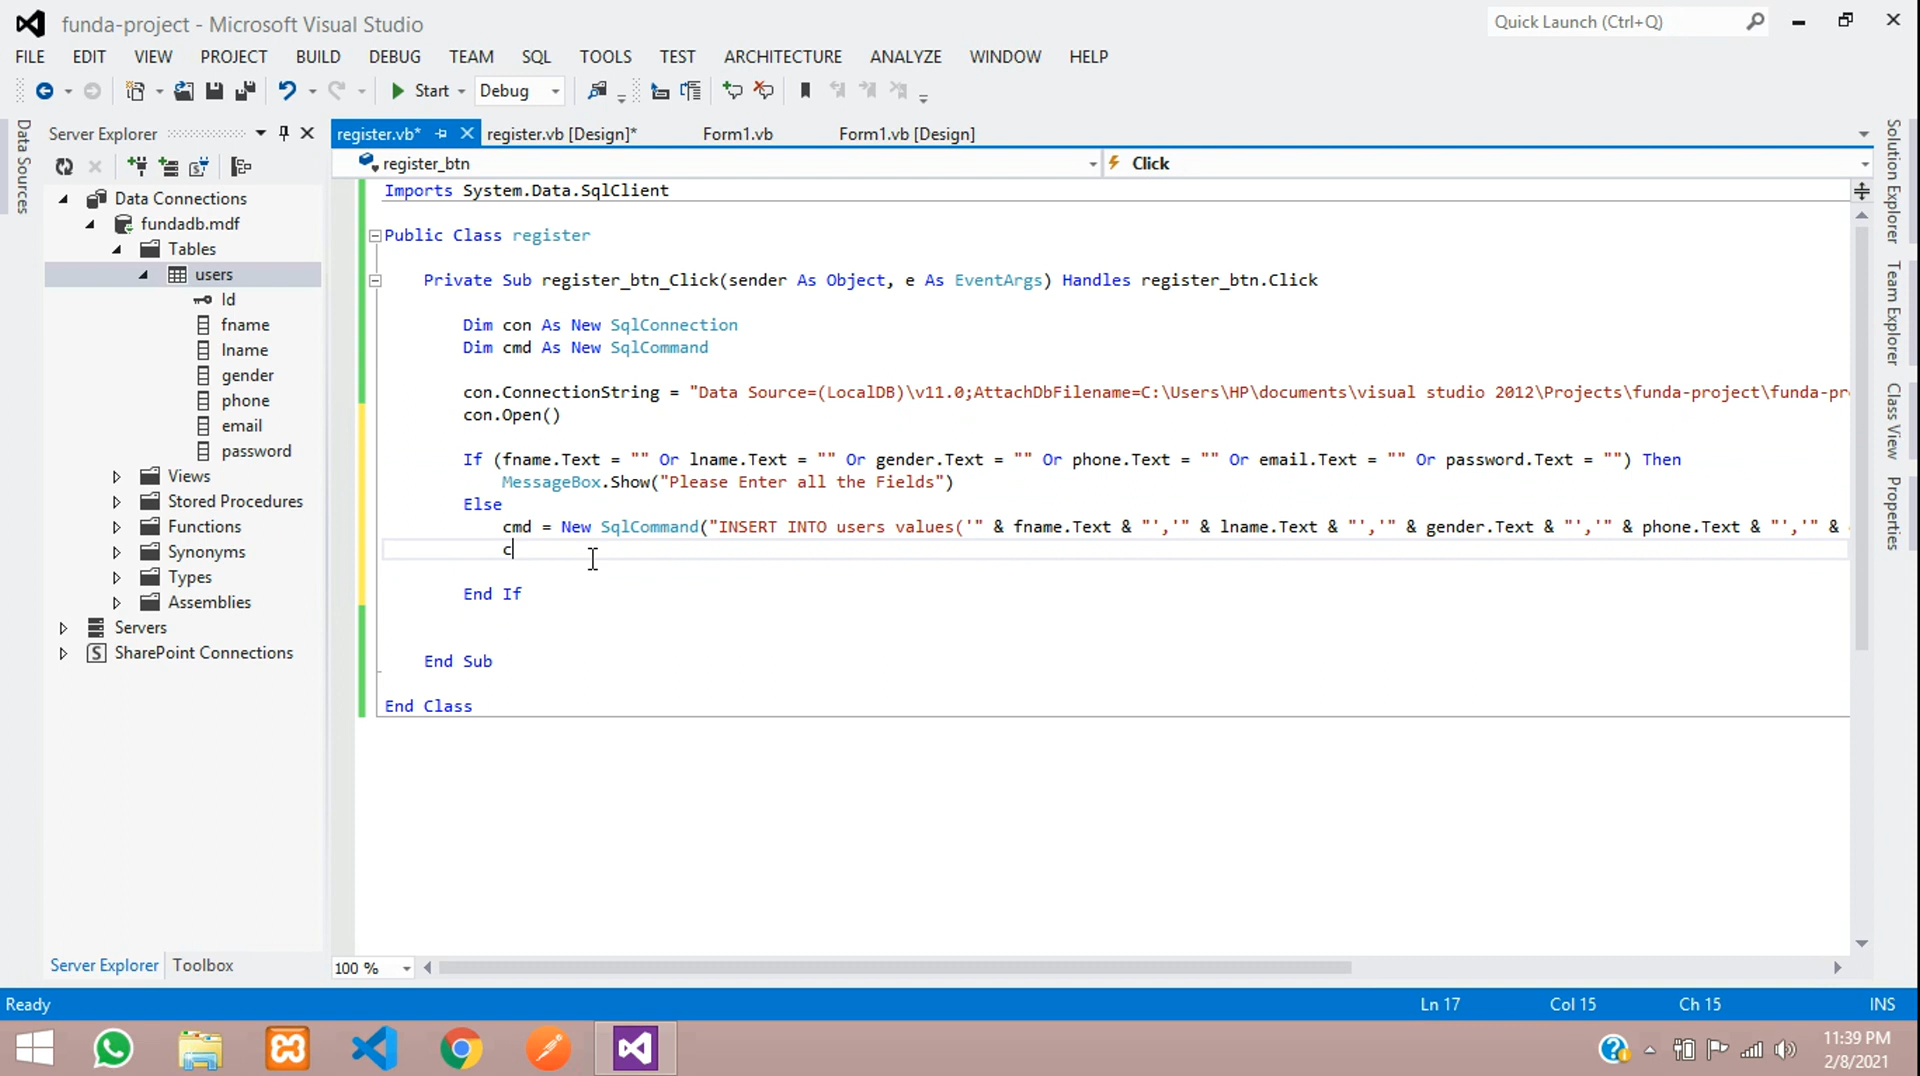 funda-project - Microsoft Visual Studio
Quick Launch (Ctrl+Q)
FILE EDIT VIEW PROJECT BUILD DEBUG TEAM SQL TOOLS TEST ARCHITECTURE ANALYZE WINDOW HELP
Start Debug
Data Sources
Server Explorer
Data Connections
fundadb.mdf
Tables
users
Id
fname
lname
gender
phone
email
password
Views
Stored Procedures
Functions
Synonyms
Types
Assemblies
Servers
SharePoint Connections
Server Explorer Toolbox
register.vb* register.vb [Design]* Form1.vb Form1.vb [Design]
register_btn Click
Imports System.Data.SqlClient
Public Class register
Private Sub register_btn_Click(sender As Object, e As EventArgs) Handles register_btn.Click
Dim con As New SqlConnection
Dim cmd As New SqlCommand
con.ConnectionString = "Data Source=(LocalDB)\v11.0;AttachDbFilename=C:\Users\HP\documents\visual studio 2012\Projects\funda-project\funda-pr
con.Open()
If (fname.Text = "" Or lname.Text = "" Or gender.Text = "" Or phone.Text = "" Or email.Text = "" Or password.Text = "") Then
MessageBox.Show("Please Enter all the Fields")
Else
cmd = New SqlCommand("INSERT INTO users values('" & fname.Text & "','" & lname.Text & "','" & gender.Text & "','" & phone.Text & "','" &
c
End If
End Sub
End Class
100 %
Solution Explorer
Team Explorer
Class View
Properties
Ready Ln 17 Col 15 Ch 15 INS
11:39 PM
2/8/2021